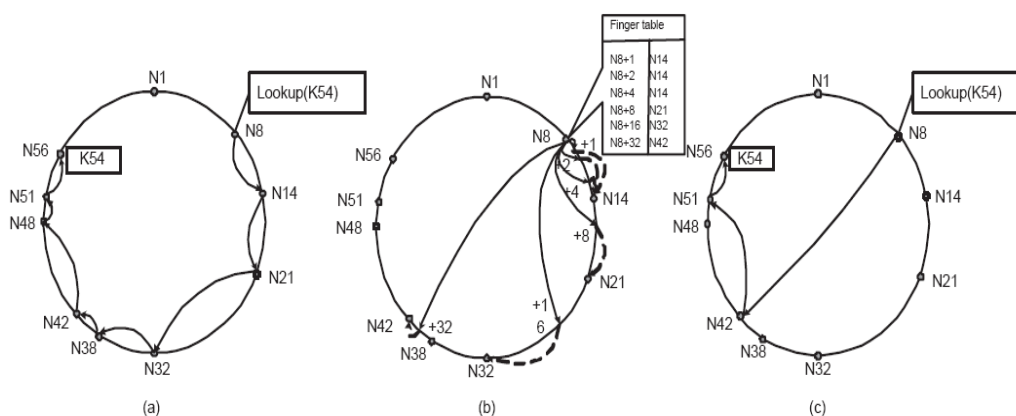 N1
Lookup(K54)
N8
N56
K54
N51
N14
N48
N21
N42
N38
N32
(a)
Finger table
N8+1 N14
N8+2 N14
N8+4 N14
N8+8 N21
N8+16 N32
N8+32 N42
N1
N8
+1
N56
+2
+4
N51
N14
N48
+8
N21
+1
6
N42
+32
N38
N32
(b)
N1
Lookup(K54)
N8
N56
K54
N51
N14
N48
N21
N42
N38
N32
(c)